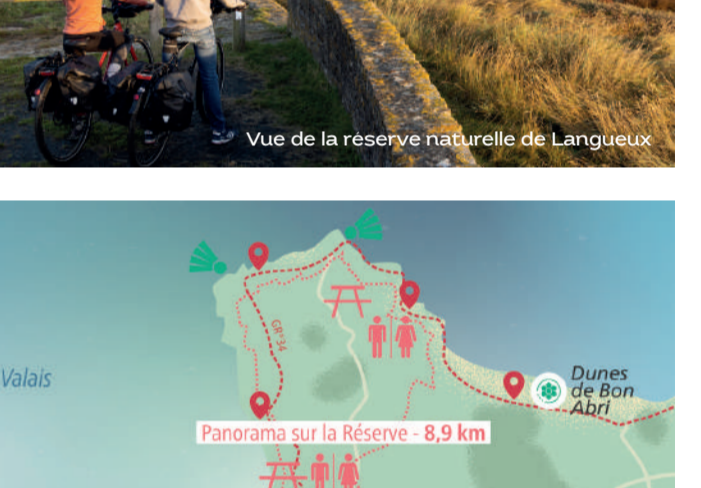 Vue de la réserve naturelle de Langueux
GR®34
Valais
Dunes
de Bon
Abri
Panorama sur la Réserve - 8,9 km